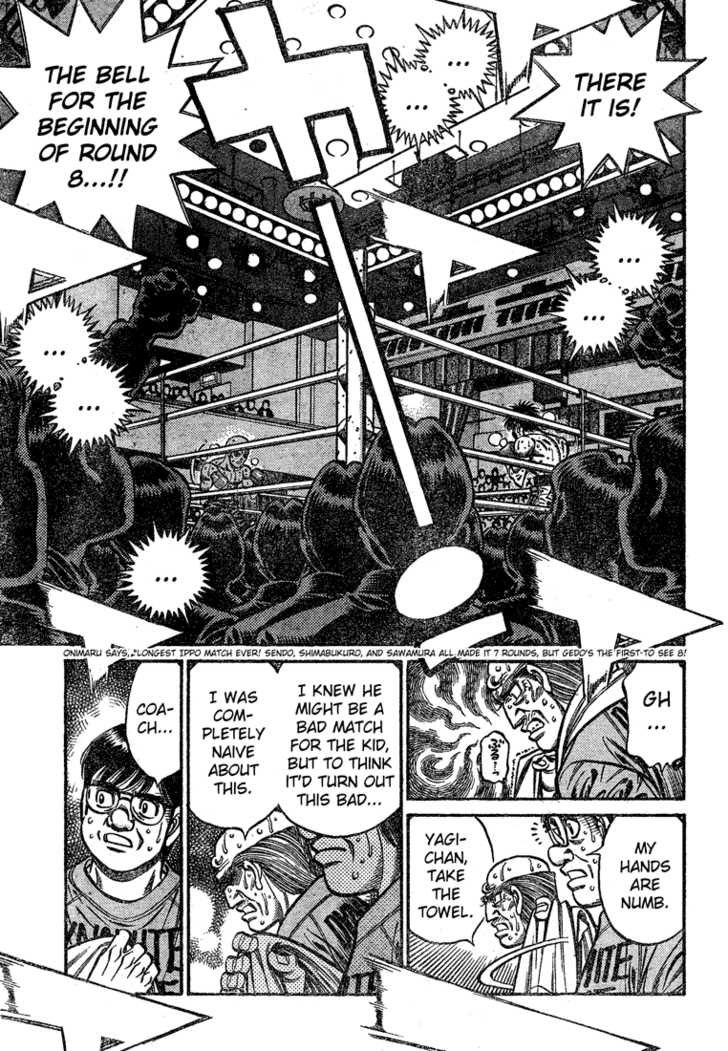 THERE
IT IS!
...
...
THE BELL
FOR THE
BEGINNING
OF ROUND
8...!!
...
...
...
...
...
ONIMARU SAYS, "LONGEST IPPO MATCH EVER! SENDO, SHIMABUKURO, AND SAWAMURA ALL MADE IT 7 ROUNDS, BUT GEDO'S THE FIRST TO SEE 8!
GH
...
MY
HANDS
ARE
NUMB.
YAGI-
CHAN,
TAKE
THE
TOWEL.
I KNEW HE
MIGHT BE A
BAD MATCH
FOR THE KID,
BUT TO THINK
IT'D TURN OUT
THIS BAD...
I WAS
COM-
PLETELY
NAIVE
ABOUT
THIS.
COA-
CH...